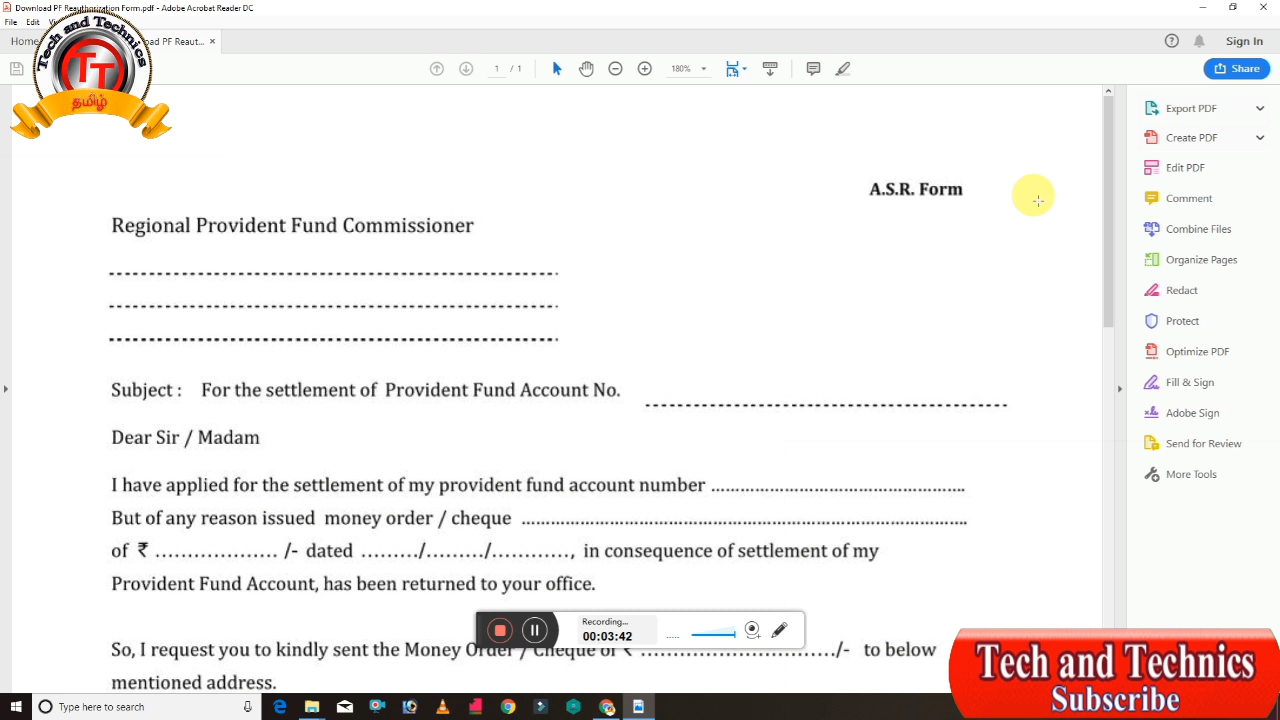 Download PF Reauthorization Form.pdf - Adobe Acrobat Reader DC
File Edit
Home
oad PF Reaut... ×
Sign In
1 / 1
180%
Share
Tech and Technics
TT
தமிழ்
Export PDF
Create PDF
Edit PDF
Comment
Combine Files
Organize Pages
Redact
Protect
Optimize PDF
Fill & Sign
Adobe Sign
Send for Review
More Tools
A.S.R. Form
Regional Provident Fund Commissioner
Subject : For the settlement of Provident Fund Account No.
Dear Sir / Madam
I have applied for the settlement of my provident fund account number ....................................................
But of any reason issued money order / cheque ..........................................................................................
of ₹ ................... /- dated ........./........./............, in consequence of settlement of my
Provident Fund Account, has been returned to your office.
Recording...
00:03:42
So, I request you to kindly sent the Money Order / Cheque of ₹ ............................../- to below
mentioned address.
Tech and Technics
Subscribe
Type here to search